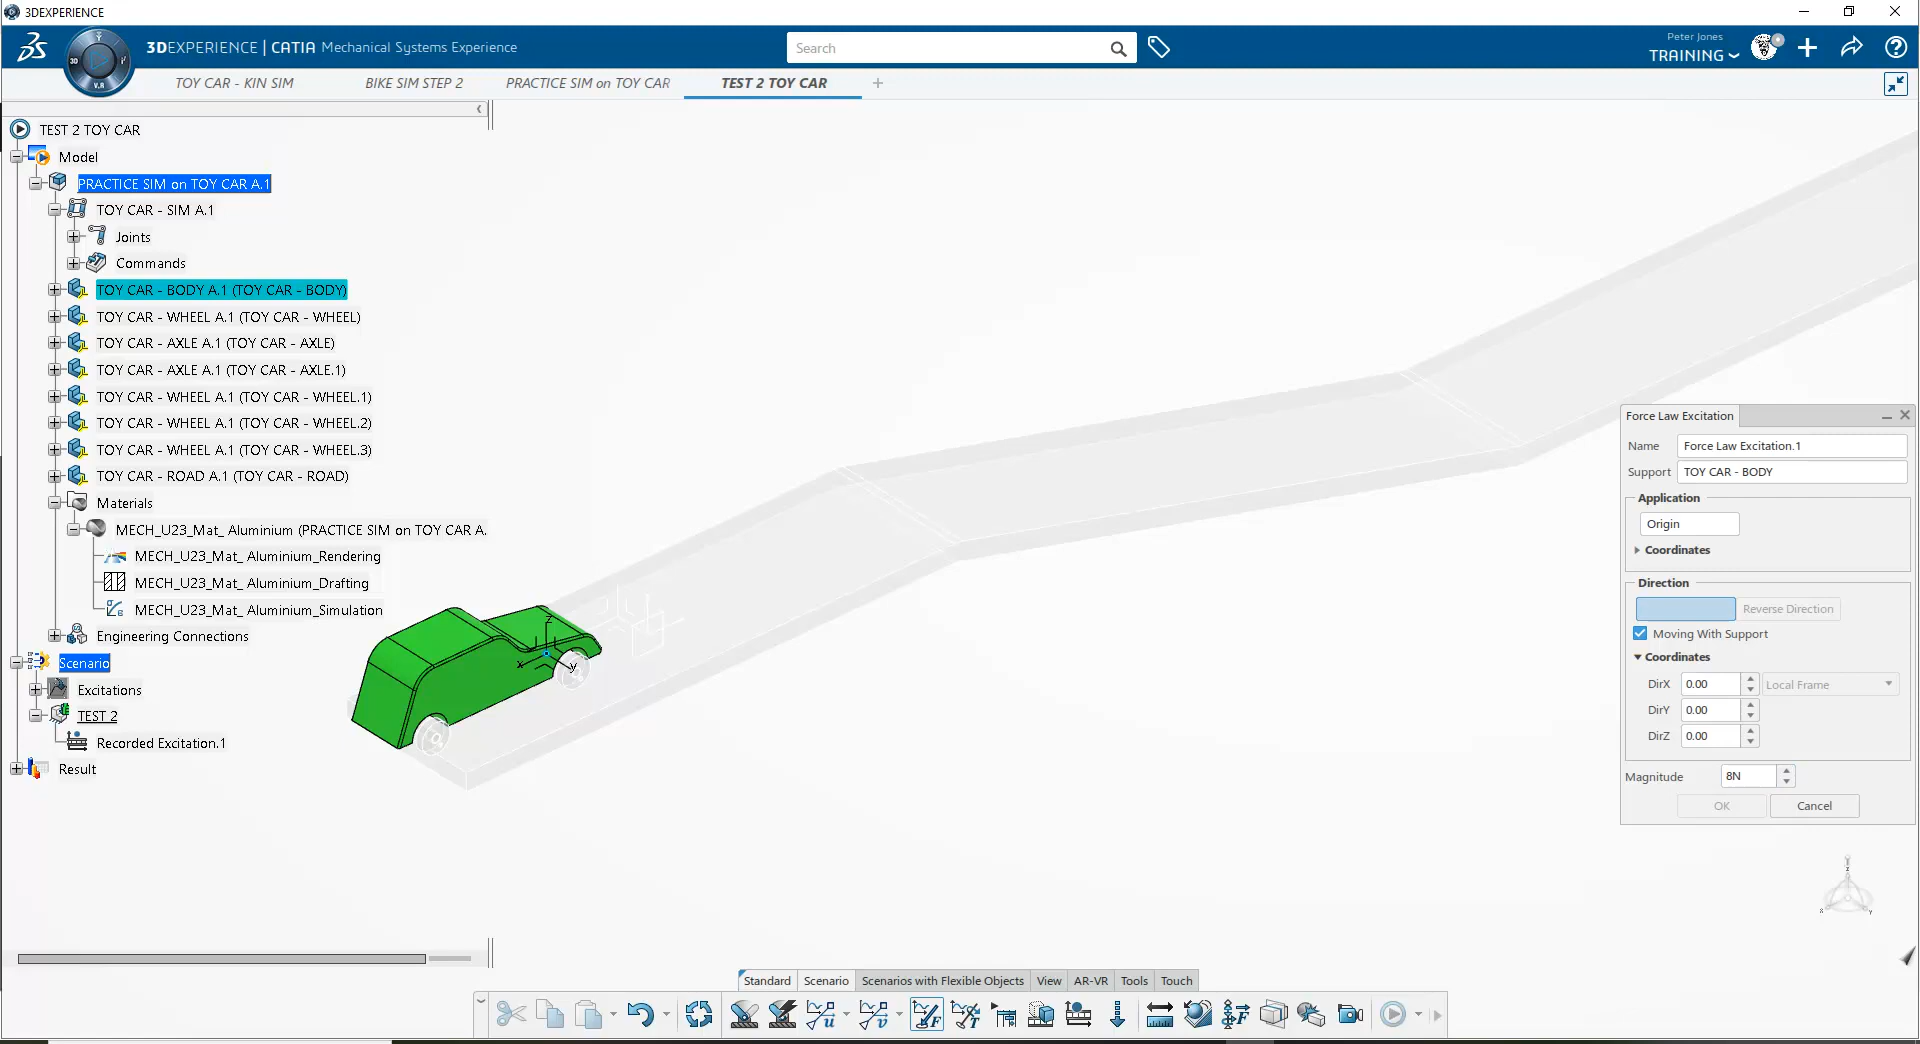 3DEXPERIENCE
3DEXPERIENCE | CATIA Mechanical Systems Experience
Search
Peter Jones
TRAINING
3D
V.R
TOY CAR - KIN SIM
BIKE SIM STEP 2
PRACTICE SIM on TOY CAR
TEST 2 TOY CAR
TEST 2 TOY CAR
Model
PRACTICE SIM on TOY CAR A.1
TOY CAR - SIM A.1
Joints
Commands
TOY CAR - BODY A.1 (TOY CAR - BODY)
TOY CAR - WHEEL A.1 (TOY CAR - WHEEL)
TOY CAR - AXLE A.1 (TOY CAR - AXLE)
TOY CAR - AXLE A.1 (TOY CAR - AXLE.1)
TOY CAR - WHEEL A.1 (TOY CAR - WHEEL.1)
TOY CAR - WHEEL A.1 (TOY CAR - WHEEL.2)
TOY CAR - WHEEL A.1 (TOY CAR - WHEEL.3)
TOY CAR - ROAD A.1 (TOY CAR - ROAD)
Materials
MECH_U23_Mat_ Aluminium (PRACTICE SIM on TOY CAR A.
MECH_U23_Mat_ Aluminium_Rendering
MECH_U23_Mat_ Aluminium_Drafting
MECH_U23_Mat_ Aluminium_Simulation
Engineering Connections
Scenario
Excitations
TEST 2
Recorded Excitation.1
Result
z
x
y
Force Law Excitation
Name Force Law Excitation.1
Support TOY CAR - BODY
Application
Origin
Coordinates
Direction
Reverse Direction
Moving With Support
Coordinates
DirX 0.00 Local Frame
DirY 0.00
DirZ 0.00
Magnitude 8N
OK Cancel
Standard Scenario Scenarios with Flexible Objects View AR-VR Tools Touch